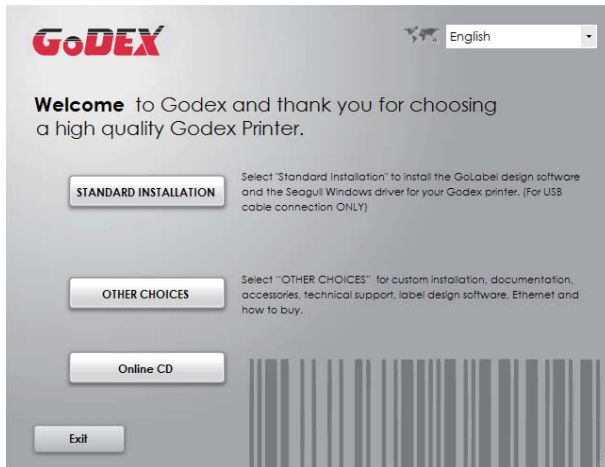 GoDEX
English
Welcome to Godex and thank you for choosing
a high quality Godex Printer.
STANDARD INSTALLATION
Select "Standard Installation" to install the GoLabel design software
and the Seagull Windows driver for your Godex printer. (For USB
cable connection ONLY)
OTHER CHOICES
Select "OTHER CHOICES" for custom installation, documentation,
accessories, technical support, label design software, Ethernet and
how to buy.
Online CD
Exit